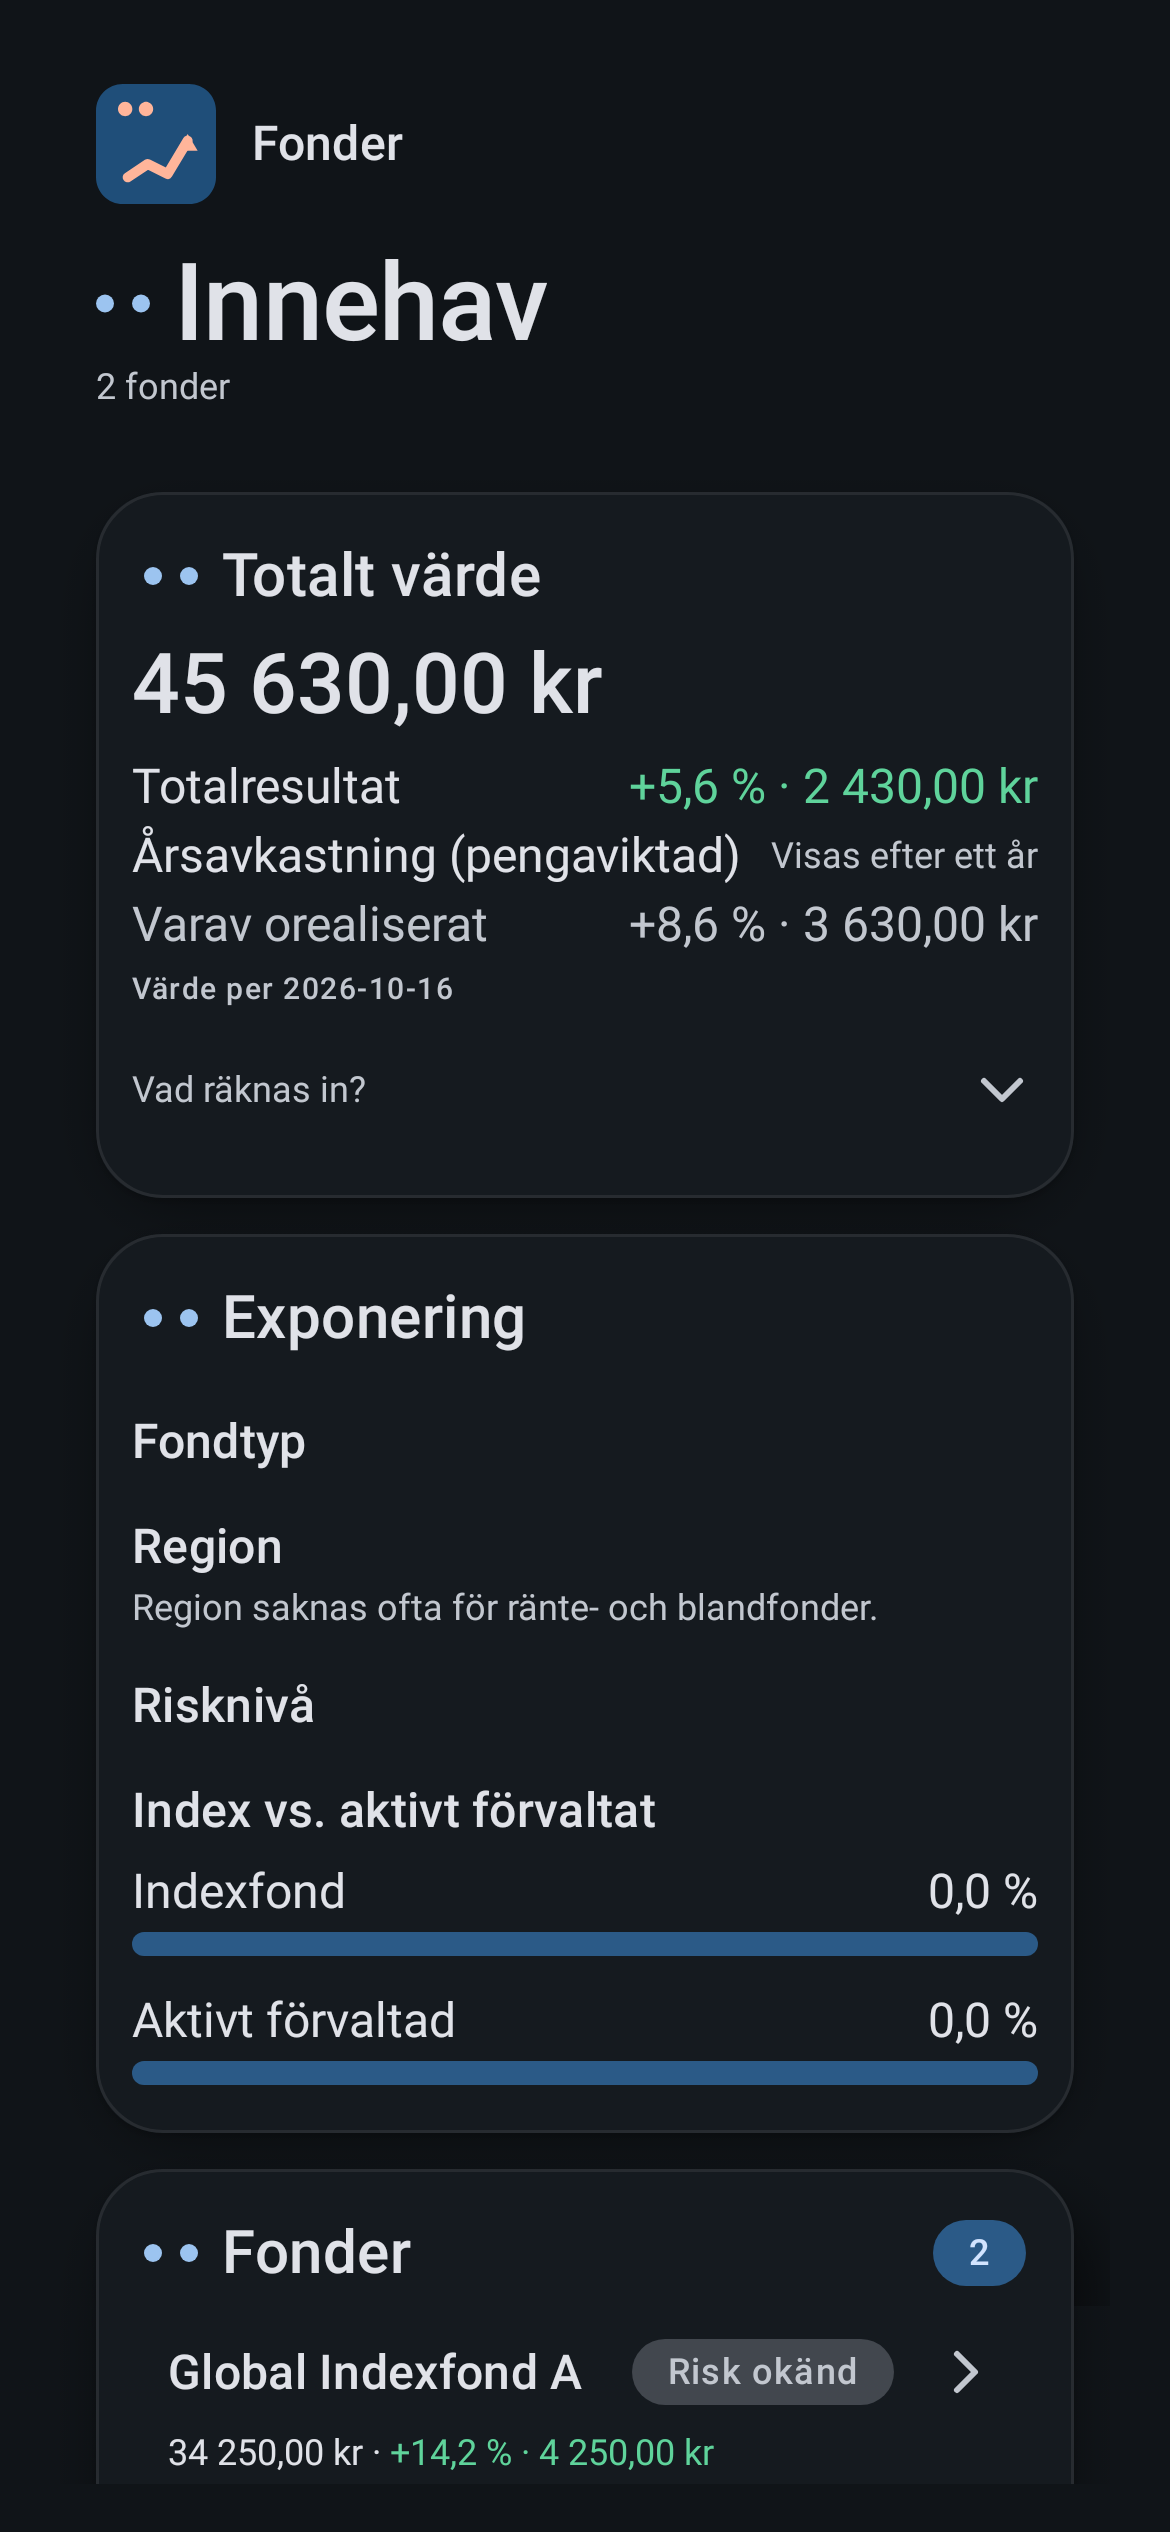 Fonder
Innehav
2 fonder
Totalt värde
45 630,00 kr
Totalresultat +5,6 % · 2 430,00 kr
Årsavkastning (pengaviktad) Visas efter ett år
Varav orealiserat +8,6 % · 3 630,00 kr
Värde per 2026-10-16
Vad räknas in?
Exponering
Fondtyp
Region
Region saknas ofta för ränte- och blandfonder.
Risknivå
Index vs. aktivt förvaltat
Indexfond 0,0 %
Aktivt förvaltad 0,0 %
Fonder 2
Global Indexfond A Risk okänd
34 250,00 kr · +14,2 % · 4 250,00 kr